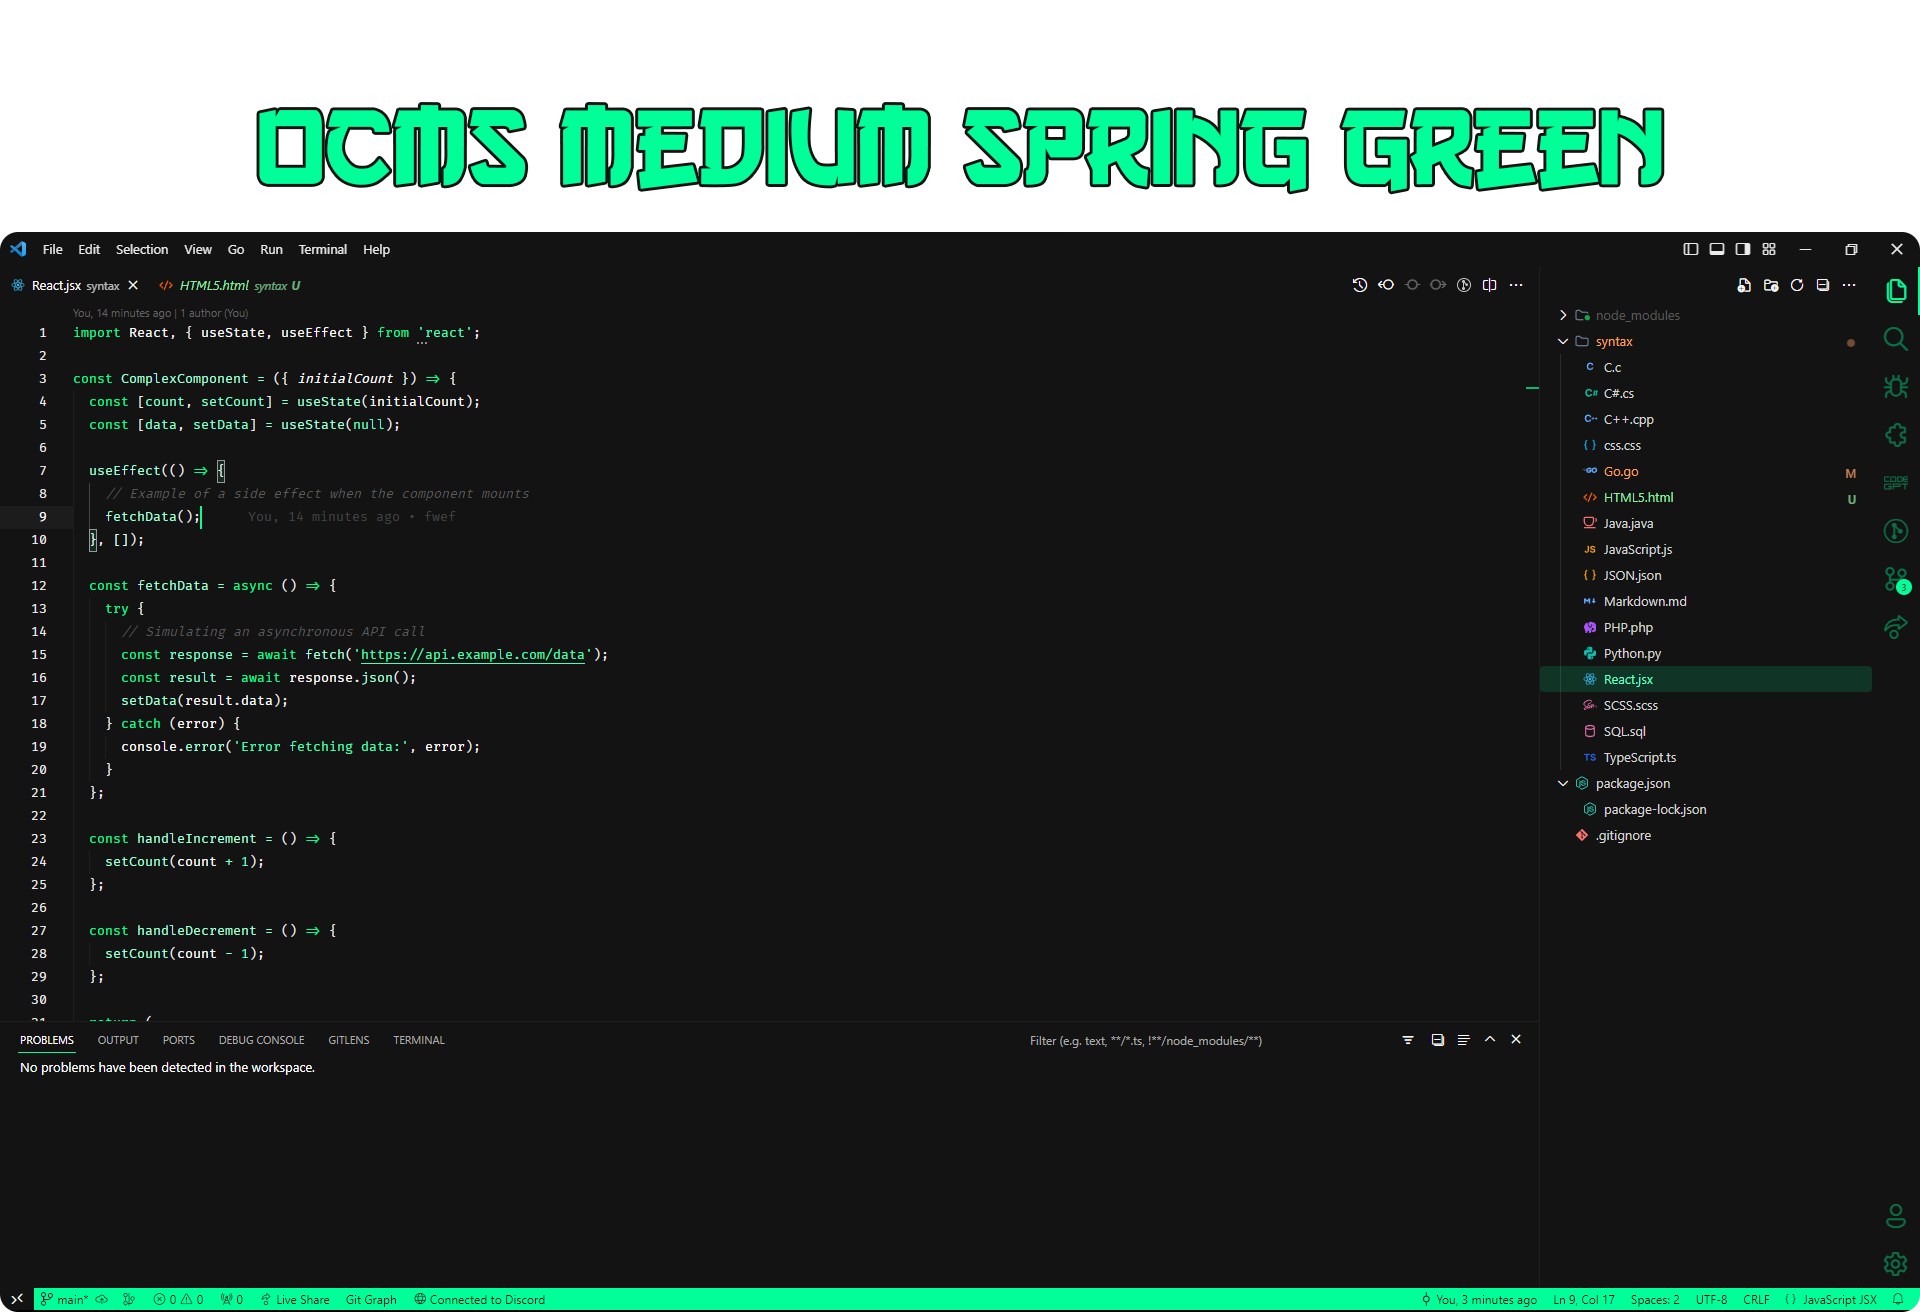 OCMS MEDIUM SPRING GREEN
File Edit Selection View Go Run Terminal Help
React.jsx syntax HTML5.html syntax U
You, 14 minutes ago | 1 author (You)
1 import React, { useState, useEffect } from 'react';
2
3 const ComplexComponent = ({ initialCount }) => {
4 const [count, setCount] = useState(initialCount);
5 const [data, setData] = useState(null);
6
7 useEffect(() => {
8 // Example of a side effect when the component mounts
9 fetchData(); You, 14 minutes ago • fwef
10 }, []);
11
12 const fetchData = async () => {
13 try {
14 // Simulating an asynchronous API call
15 const response = await fetch('https://api.example.com/data');
16 const result = await response.json();
17 setData(result.data);
18 } catch (error) {
19 console.error('Error fetching data:', error);
20 }
21 };
22
23 const handleIncrement = () => {
24 setCount(count + 1);
25 };
26
27 const handleDecrement = () => {
28 setCount(count - 1);
29 };
30
31 return (
node_modules
syntax
C C.c
C# C#.cs
C++ C++.cpp
{ } css.css
GO Go.go M
</> HTML5.html U
Java.java
JS JavaScript.js
{ } JSON.json
M↓ Markdown.md
PHP.php
Python.py
React.jsx
SCSS.scss
SQL.sql
TS TypeScript.ts
package.json
package-lock.json
.gitignore
CODE
GPT
3
PROBLEMS OUTPUT PORTS DEBUG CONSOLE GITLENS TERMINAL Filter (e.g. text, **/*.ts, !**/node_modules/**)
No problems have been detected in the workspace.
main* 0 0 0 Live Share Git Graph Connected to Discord You, 3 minutes ago Ln 9, Col 17 Spaces: 2 UTF-8 CRLF { } JavaScript JSX